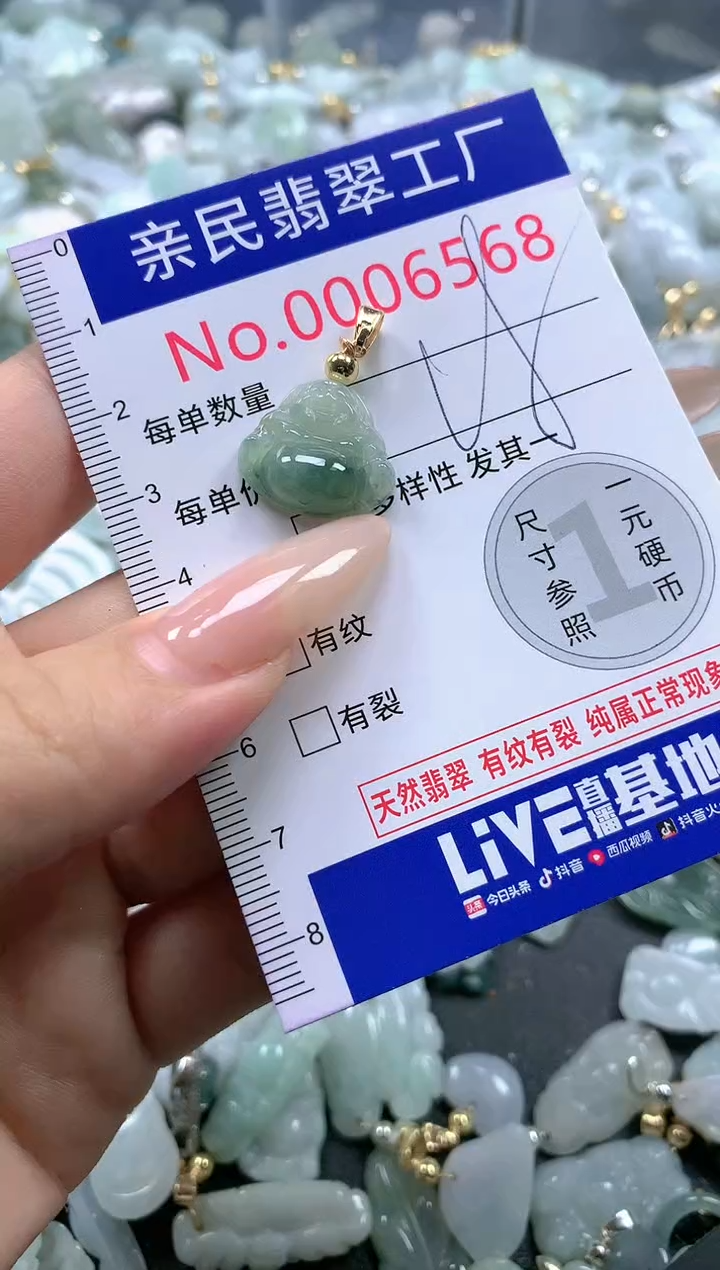 亲民翡翠工厂
No.0006568
每单数量
每单价
多样性 发其一
有纹
有裂
尺寸参照
一元硬币
1
天然翡翠 有纹有裂 纯属正常现象
LIVE直播基地
头条 今日头条 抖音 西瓜视频 抖音火
0
1
2
3
4
6
7
8